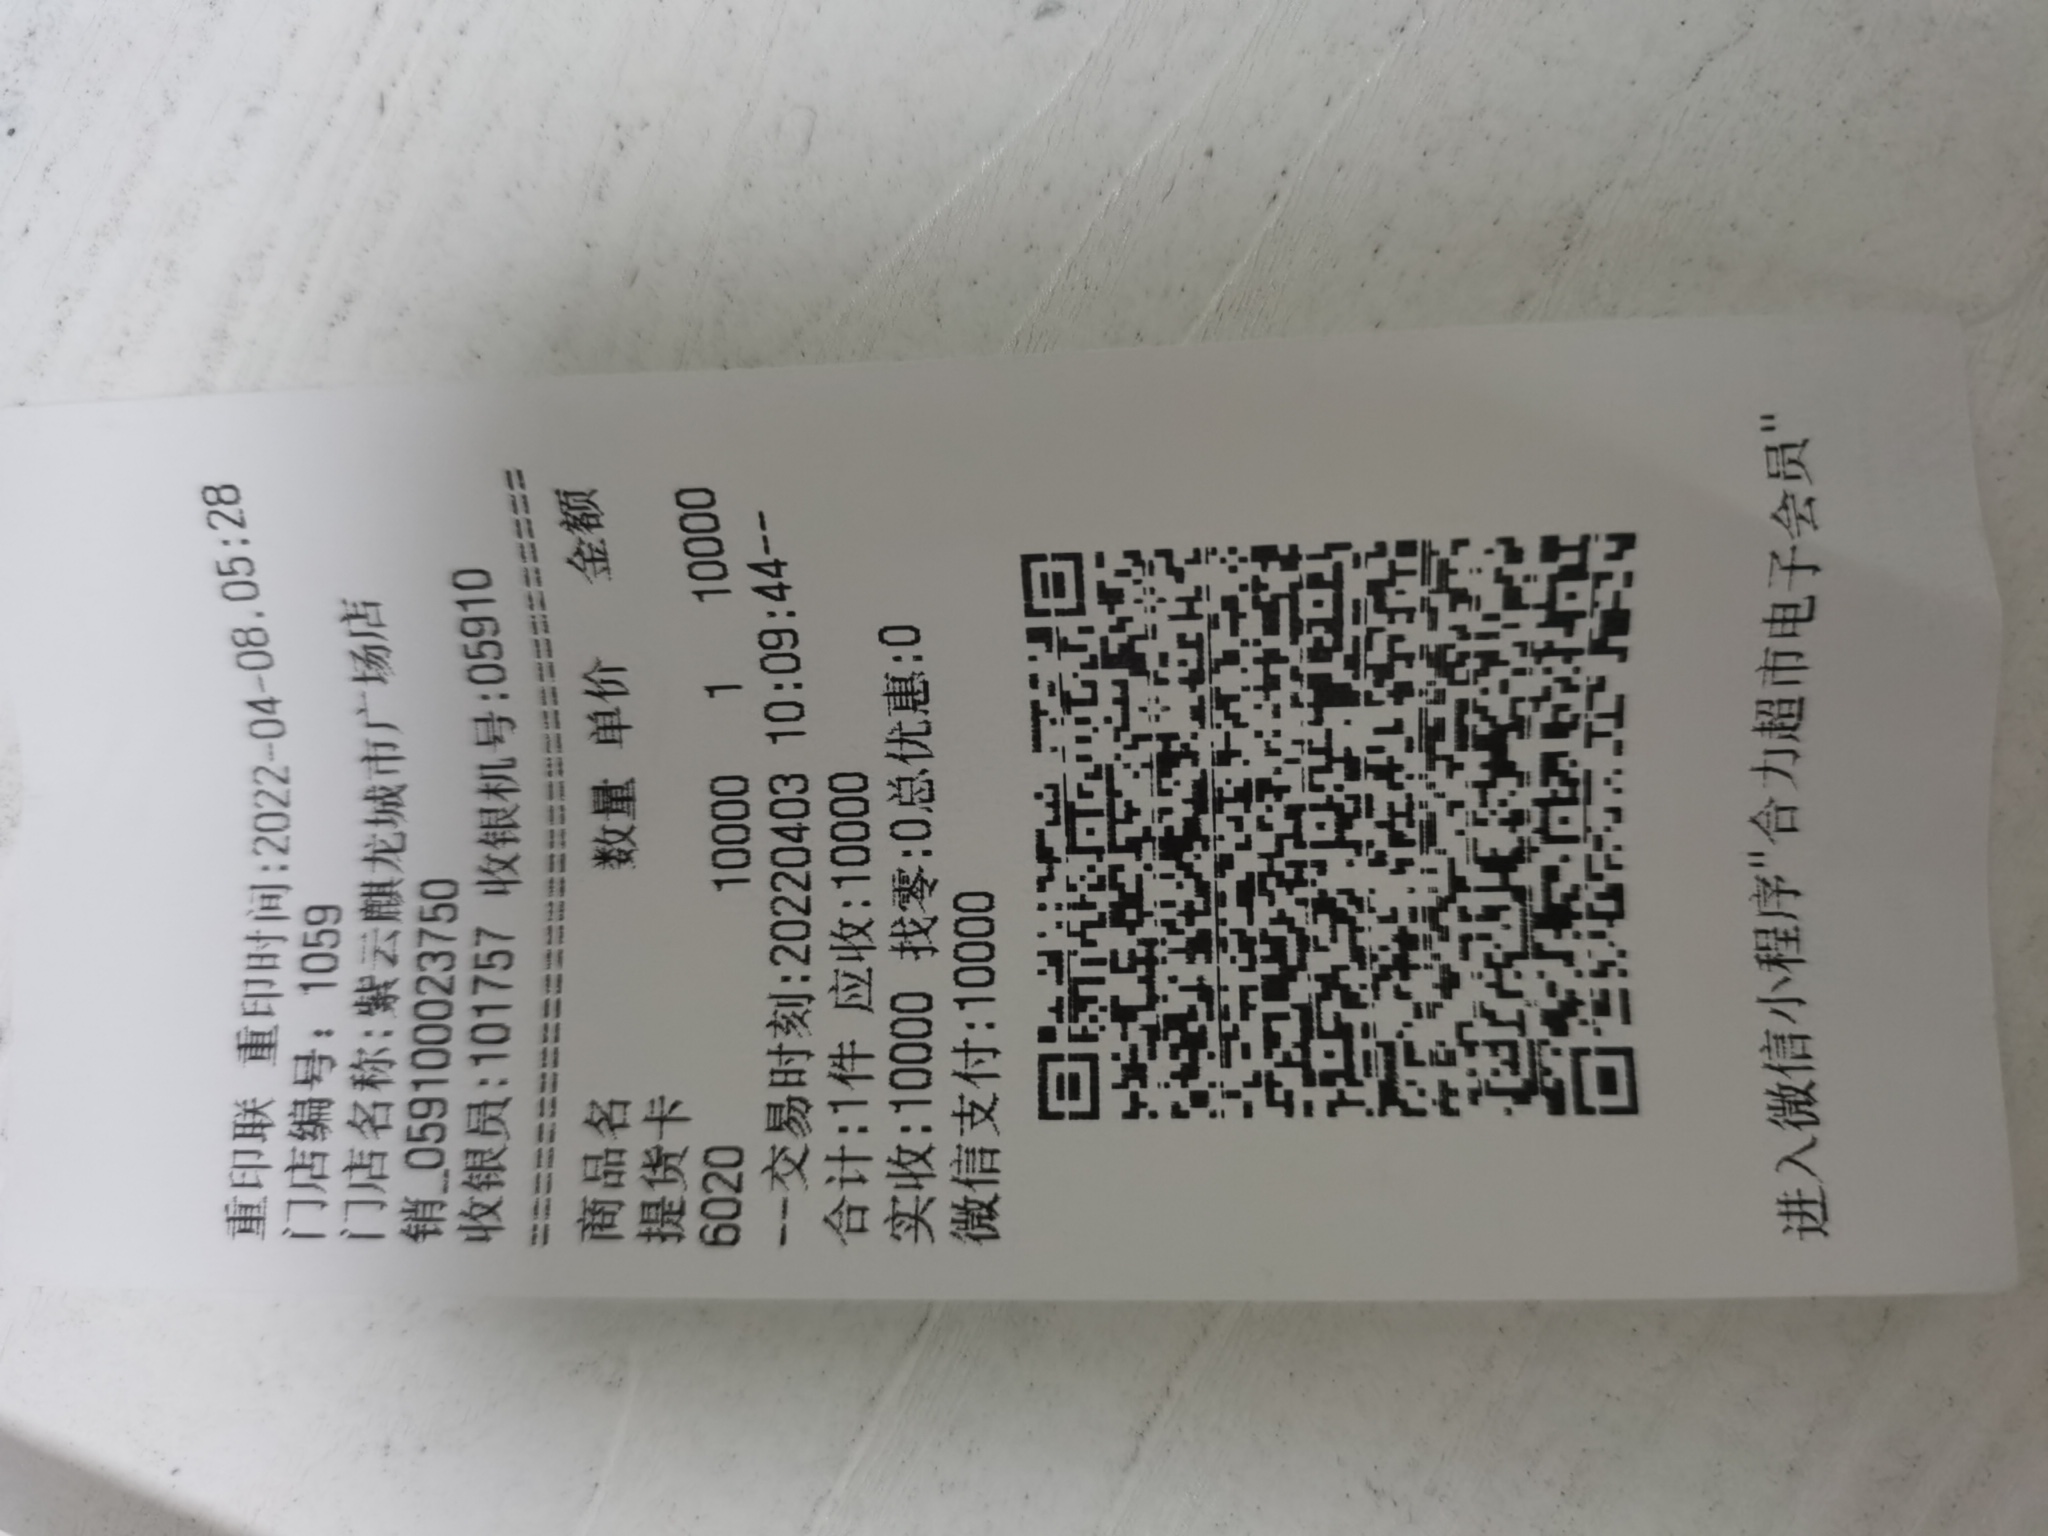 重印联 重印时间:2022-04-08.05:28
门店编号: 1059
门店名称:紫云麒龙城市广场店
销_0591000023750
收银员:101757 收银机号:05910
================================
商品名 数量 单价 金额
提货卡
6020 10000 1 10000
--交易时刻:20220403 10:09:44--
合计:1件 应收:10000
实收:10000 找零:0总优惠:0
微信支付:10000
进入微信小程序"合力超市电子会员"